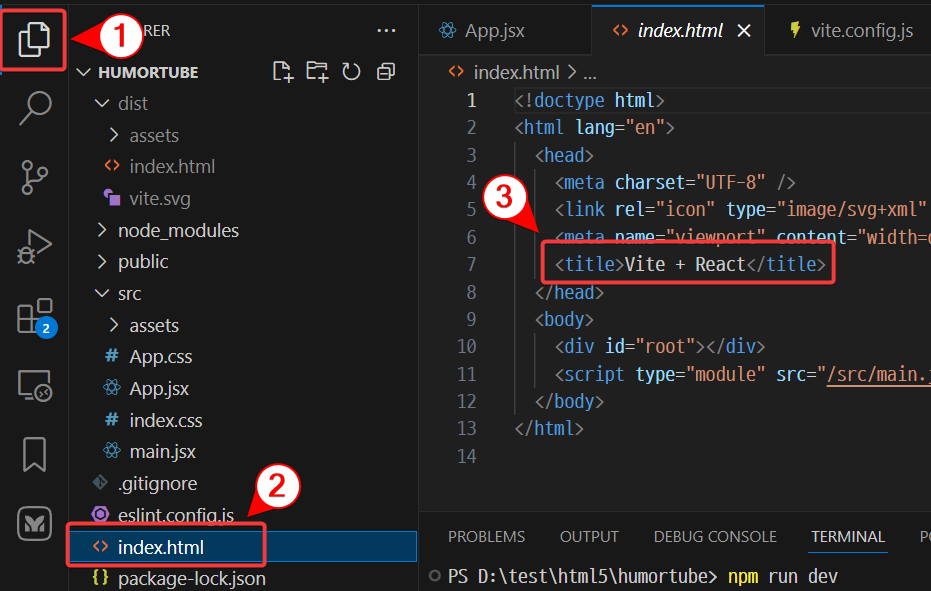 1
RER
...
HUMORTUBE
dist
assets
index.html
vite.svg
node_modules
public
src
assets
# App.css
App.jsx
# index.css
main.jsx
.gitignore
2
eslint.config.js
<> index.html
{} package-lock.json
2
App.jsx
<> index.html ×
vite.config.js
<> index.html > ...
1 <!doctype html>
2 <html lang="en">
3 <head>
4 <meta charset="UTF-8" />
3
5 <link rel="icon" type="image/svg+xml"
6 <meta name="viewport" content="width=
7 <title>Vite + React</title>
8 </head>
9 <body>
10 <div id="root"></div>
11 <script type="module" src="/src/main.
12 </body>
13 </html>
14
PROBLEMS OUTPUT DEBUG CONSOLE TERMINAL
PS D:\test\html5\humortube> npm run dev